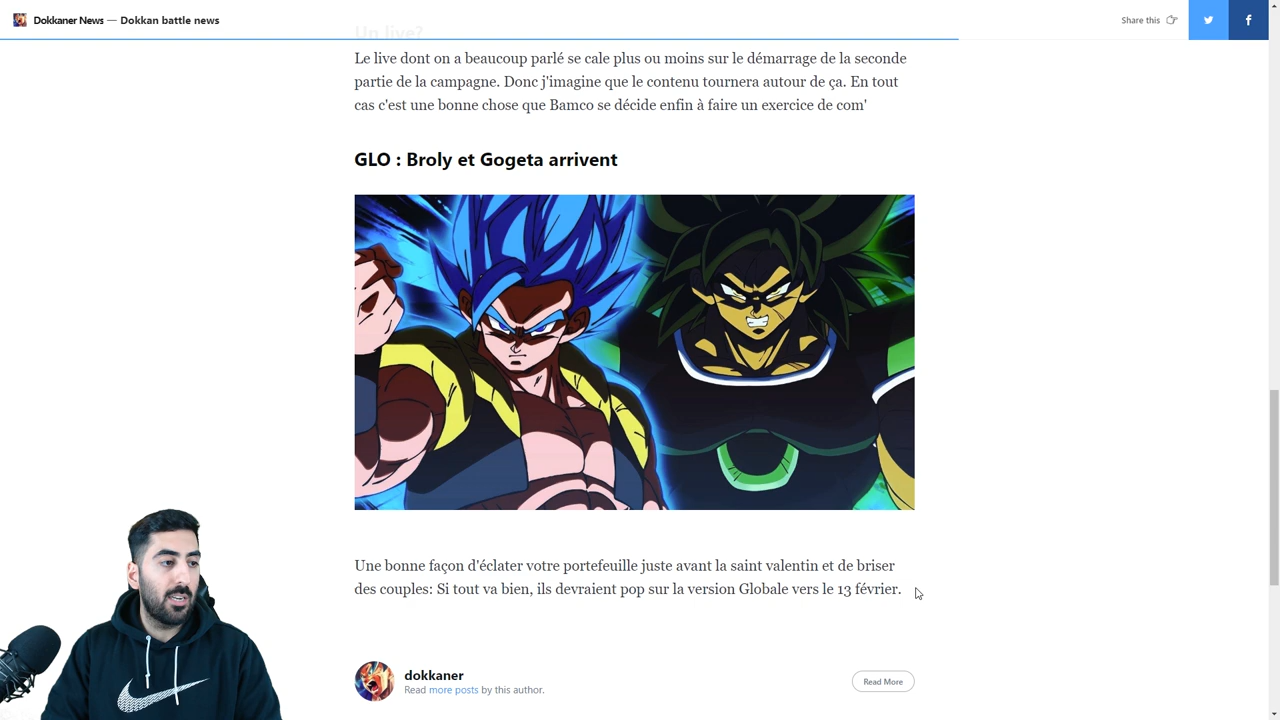 Dokkaner News — Dokkan battle news
Share this
Un live?
Le live dont on a beaucoup parlé se cale plus ou moins sur le démarrage de la seconde
partie de la campagne. Donc j'imagine que le contenu tournera autour de ça. En tout
cas c'est une bonne chose que Bamco se décide enfin à faire un exercice de com'
GLO : Broly et Gogeta arrivent
Une bonne façon d'éclater votre portefeuille juste avant la saint valentin et de briser
des couples: Si tout va bien, ils devraient pop sur la version Globale vers le 13 février.
dokkaner
Read more posts by this author.
Read More